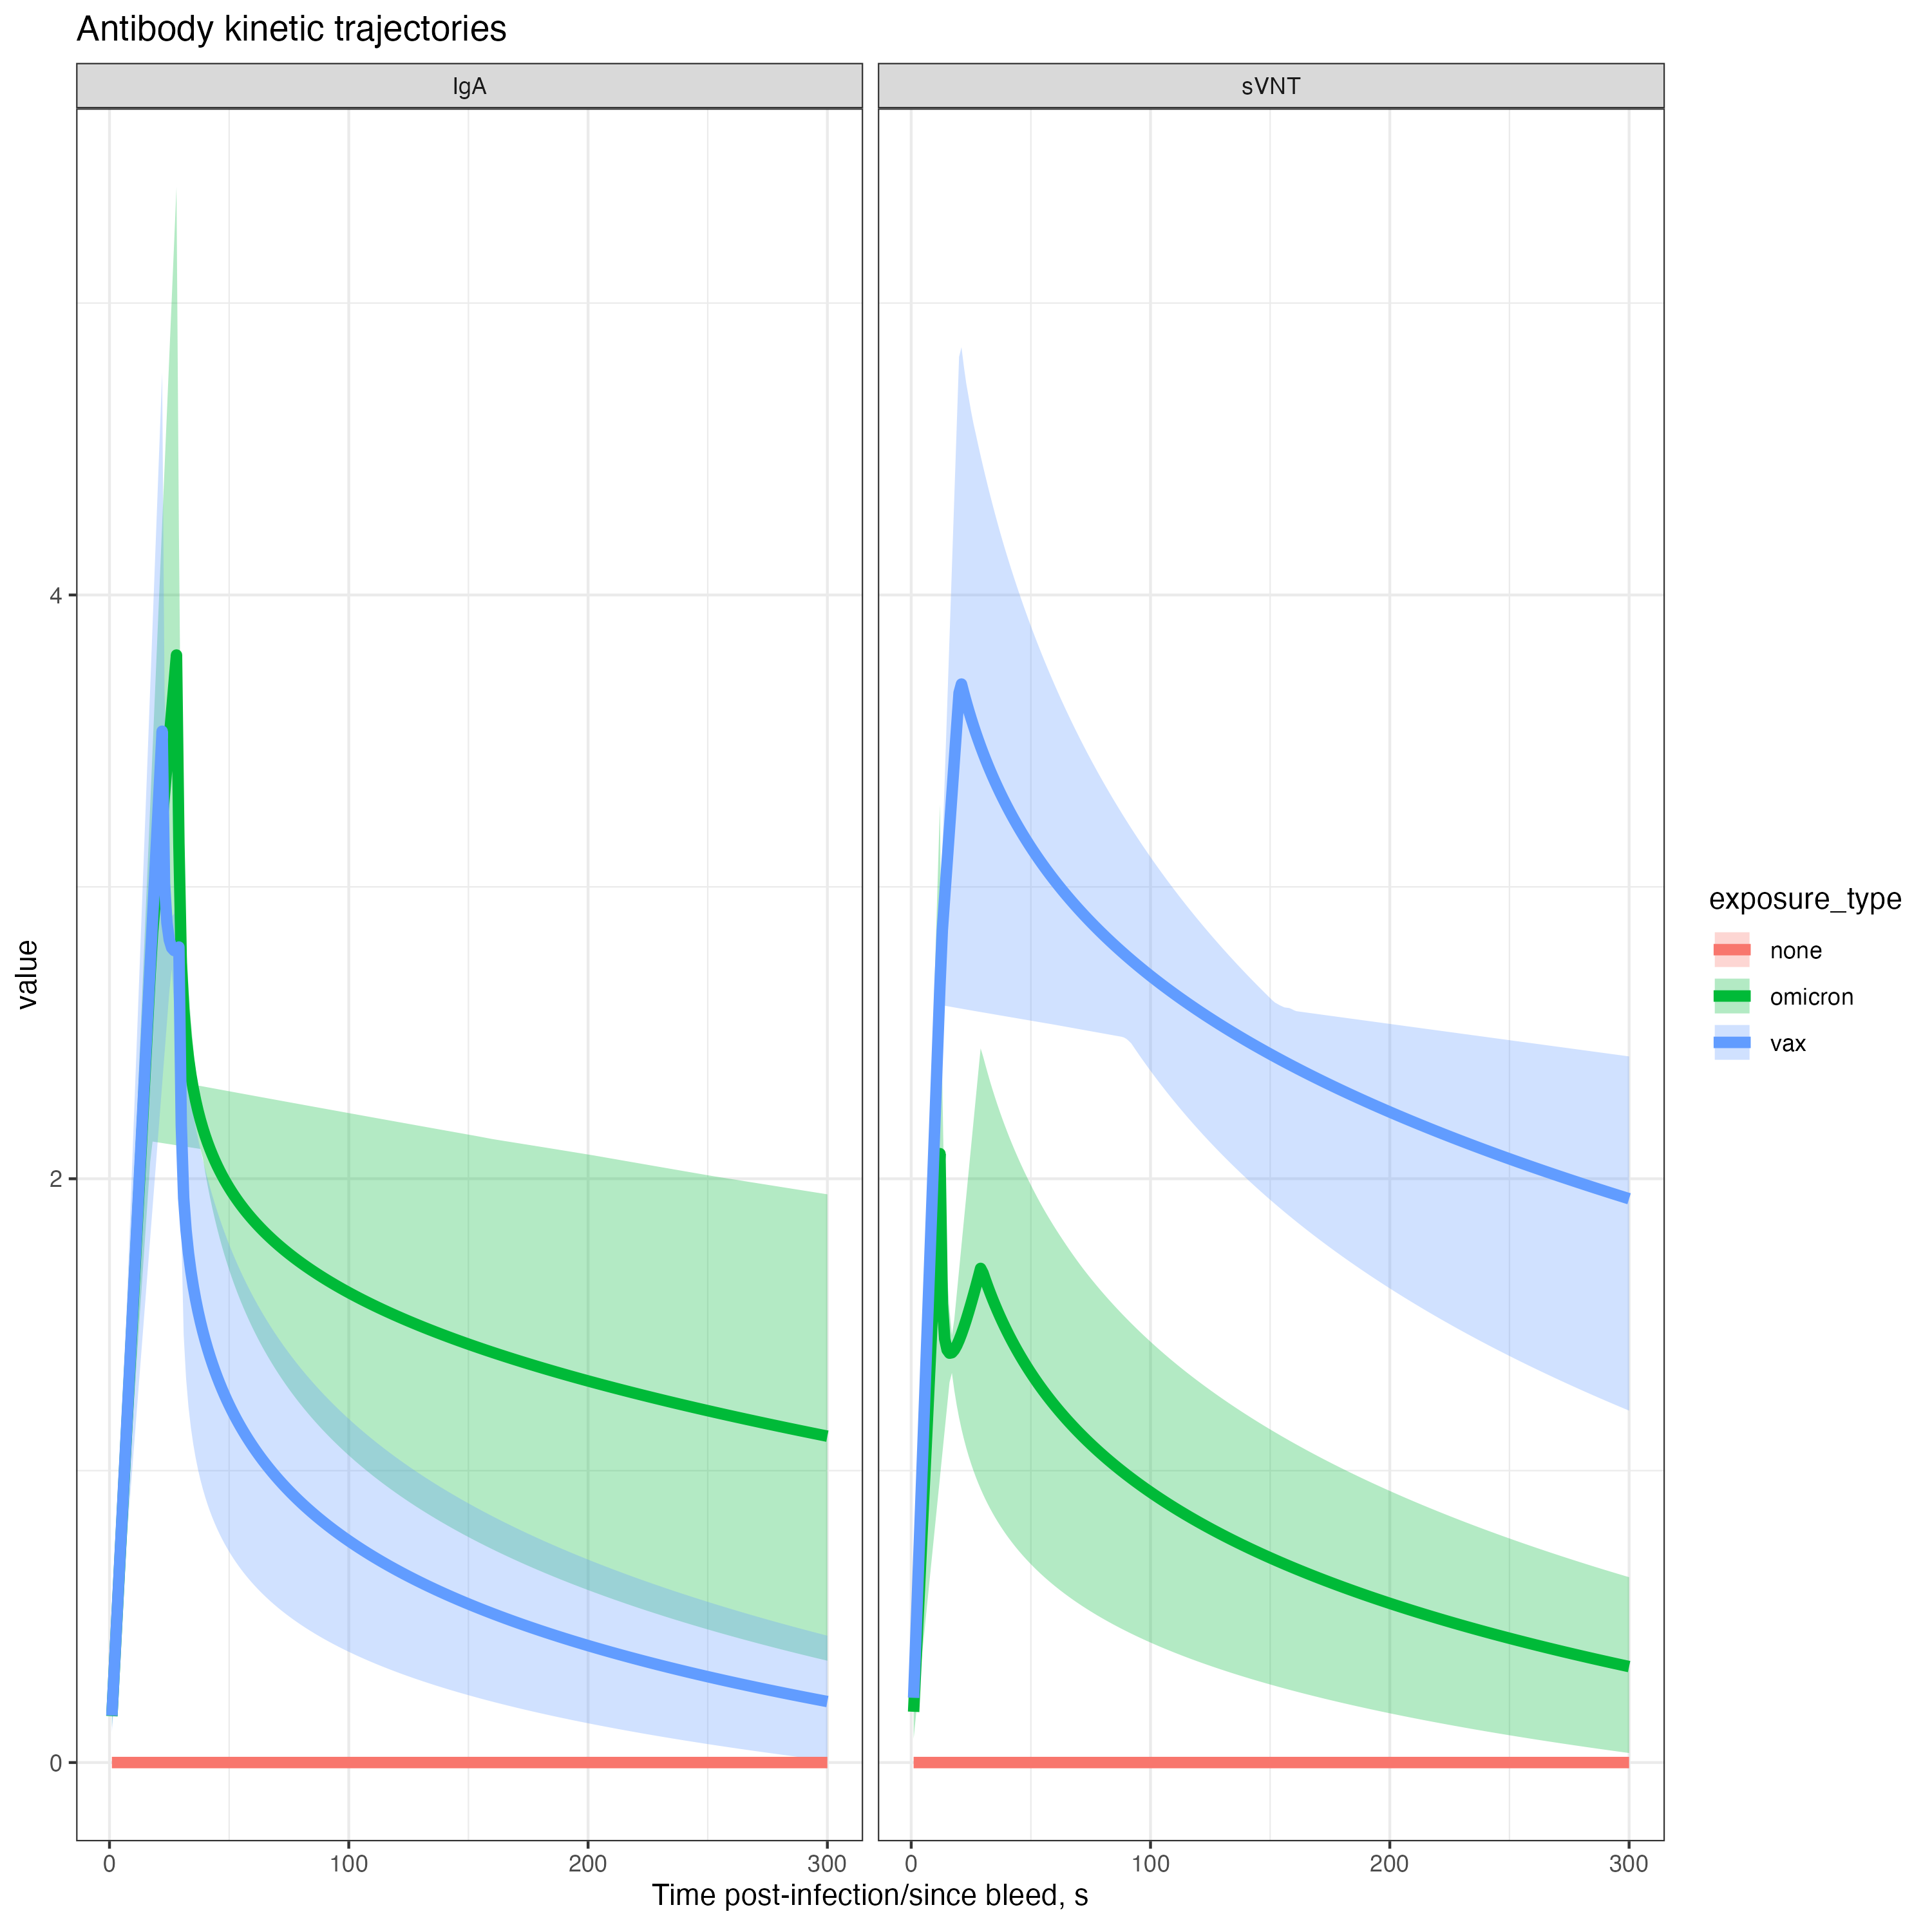 Antibody kinetic trajectories
IgA
sVNT
value
4
2
0
0 100 200 300
0 100 200 300
Time post-infection/since bleed, s
exposure_type
none
omicron
vax